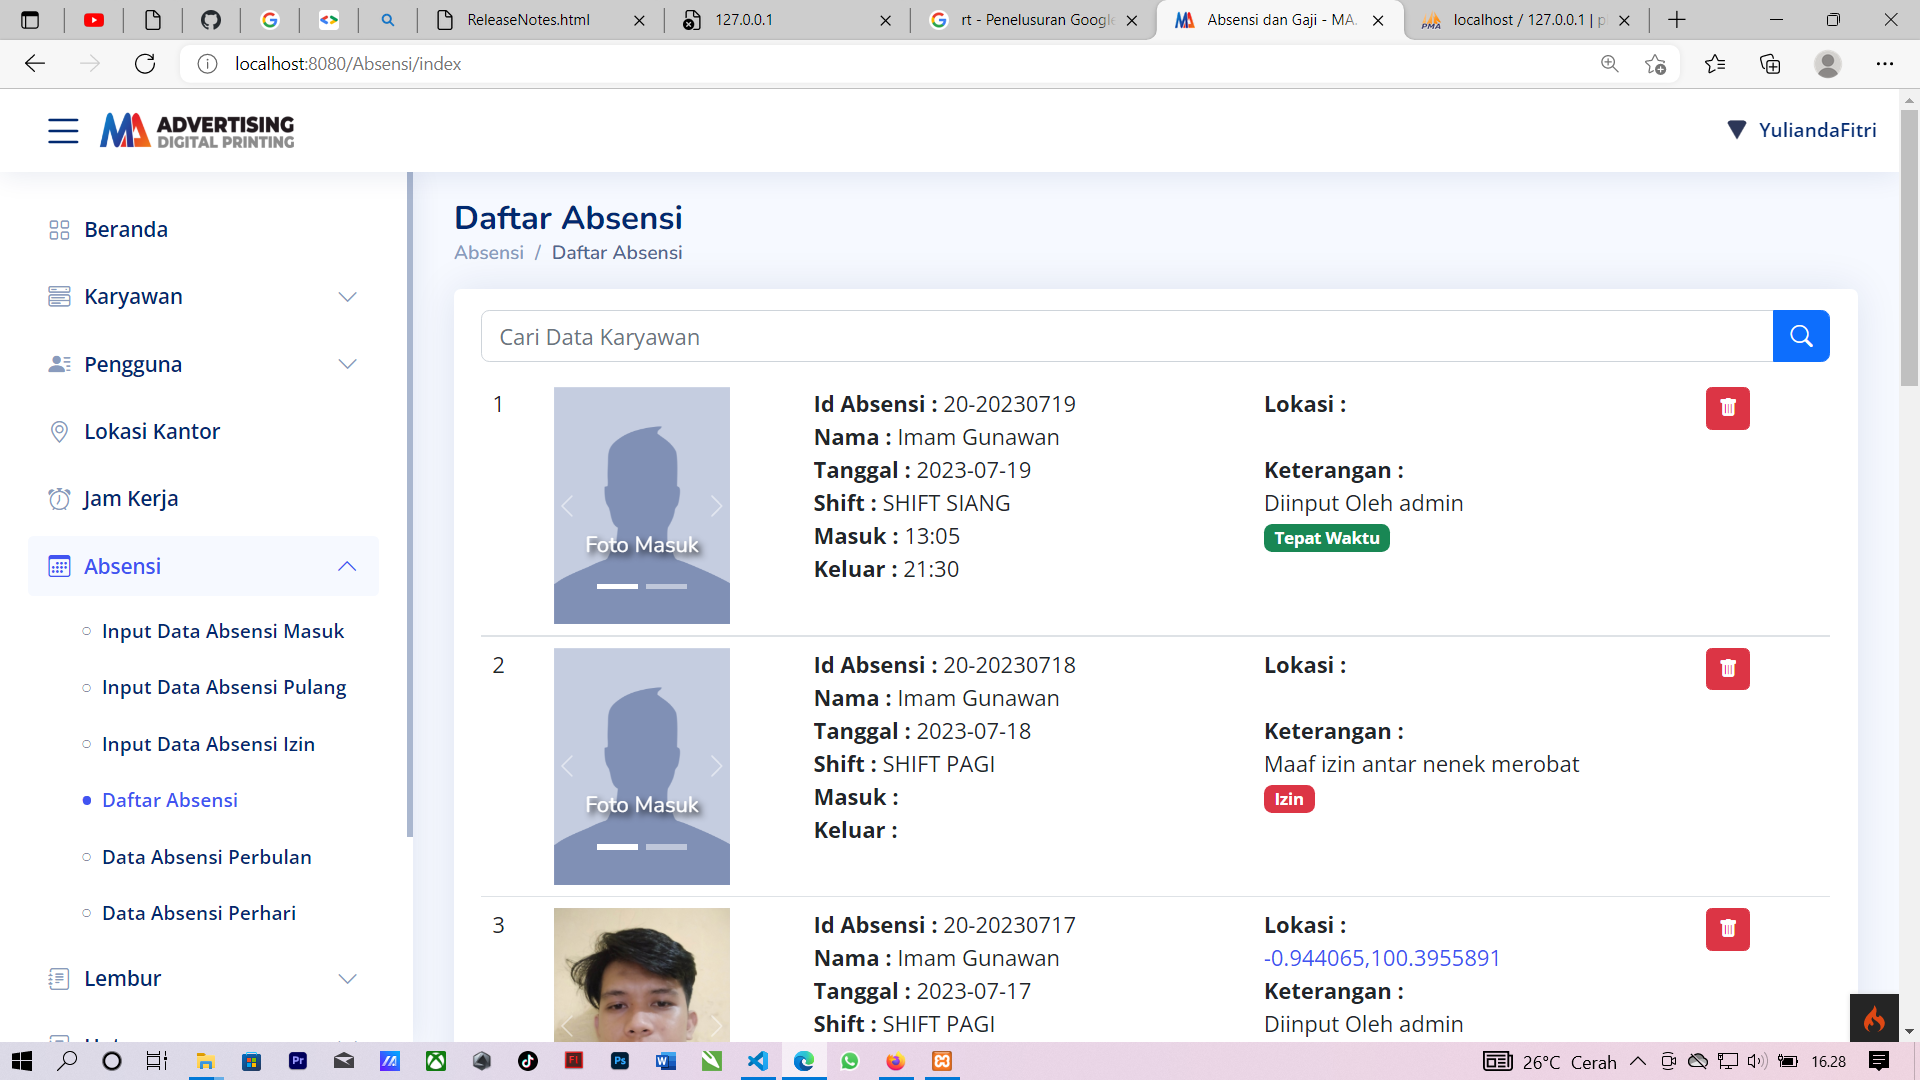 ReleaseNotes.html
127.0.0.1
rt - Penelusuran Google
Absensi dan Gaji - MA.
localhost / 127.0.0.1 | p
localhost:8080/Absensi/index
MA ADVERTISING
DIGITAL PRINTING
YuliandaFitri
Beranda
Karyawan
Pengguna
Lokasi Kantor
Jam Kerja
Absensi
Input Data Absensi Masuk
Input Data Absensi Pulang
Input Data Absensi Izin
Daftar Absensi
Data Absensi Perbulan
Data Absensi Perhari
Lembur
Daftar Absensi
Absensi / Daftar Absensi
Cari Data Karyawan
1
Foto Masuk
Id Absensi : 20-20230719
Nama : Imam Gunawan
Tanggal : 2023-07-19
Shift : SHIFT SIANG
Masuk : 13:05
Keluar : 21:30
Lokasi :
Keterangan :
Diinput Oleh admin
Tepat Waktu
2
Foto Masuk
Id Absensi : 20-20230718
Nama : Imam Gunawan
Tanggal : 2023-07-18
Shift : SHIFT PAGI
Masuk :
Keluar :
Lokasi :
Keterangan :
Maaf izin antar nenek merobat
Izin
3
Id Absensi : 20-20230717
Nama : Imam Gunawan
Tanggal : 2023-07-17
Shift : SHIFT PAGI
Lokasi :
-0.944065,100.3955891
Keterangan :
Diinput Oleh admin
26°C Cerah
16.28